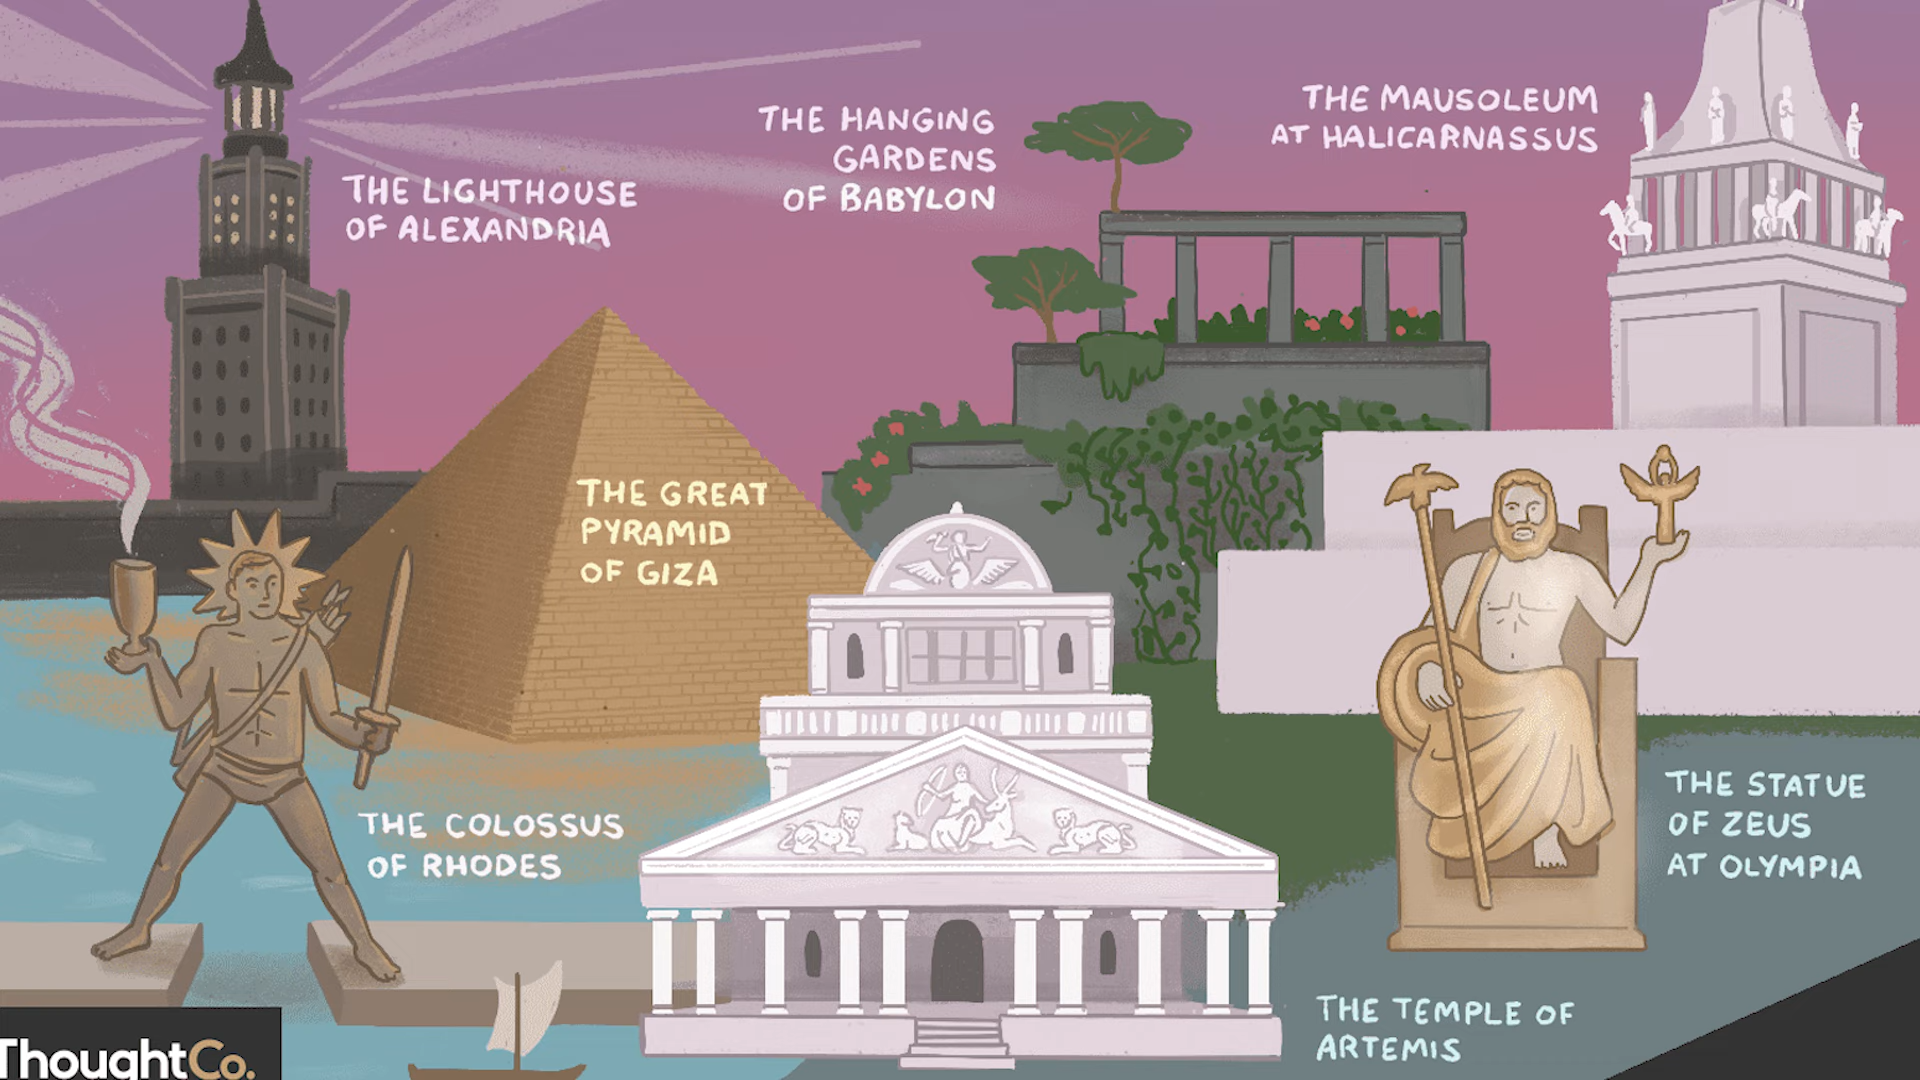 THE LIGHTHOUSE
OF ALEXANDRIA
THE HANGING
GARDENS
OF BABYLON
THE MAUSOLEUM
AT HALICARNASSUS
THE GREAT
PYRAMID
OF GIZA
THE COLOSSUS
OF RHODES
THE STATUE
OF ZEUS
AT OLYMPIA
THE TEMPLE OF
ARTEMIS
ThoughtCo.